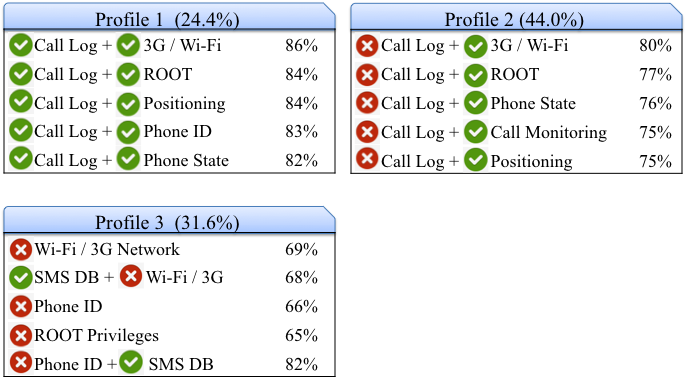 Profile 1 (24.4%)
Call Log + 3G / Wi-Fi 86%
Call Log + ROOT 84%
Call Log + Positioning 84%
Call Log + Phone ID 83%
Call Log + Phone State 82%
Profile 2 (44.0%)
Call Log + 3G / Wi-Fi 80%
Call Log + ROOT 77%
Call Log + Phone State 76%
Call Log + Call Monitoring 75%
Call Log + Positioning 75%
Profile 3 (31.6%)
Wi-Fi / 3G Network 69%
SMS DB + Wi-Fi / 3G 68%
Phone ID 66%
ROOT Privileges 65%
Phone ID + SMS DB 82%